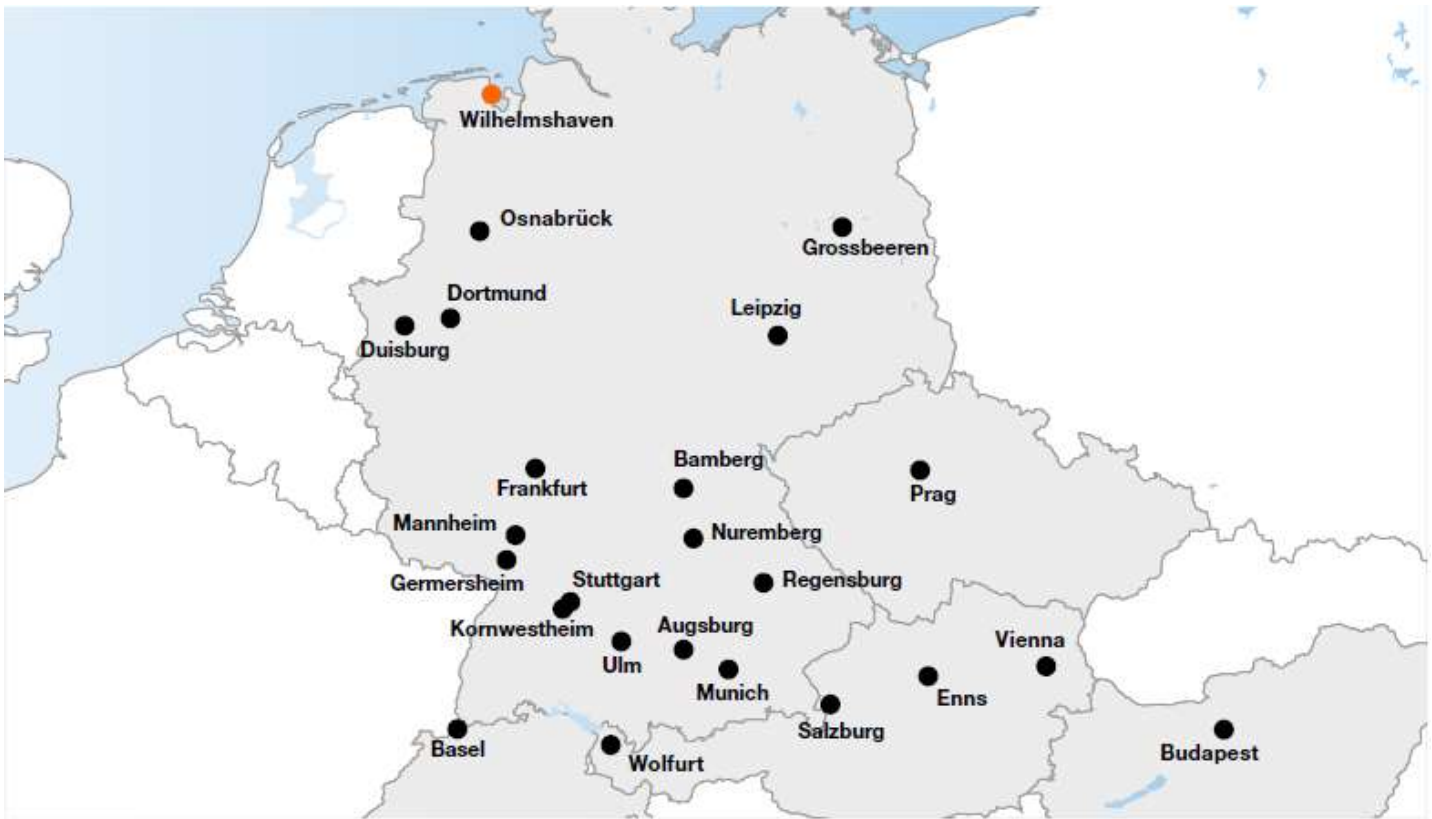 Wilhelmshaven
Osnabrück
Grossbeeren
Dortmund
Leipzig
Duisburg
Bamberg
Frankfurt
Prag
Mannheim
Nuremberg
Germersheim
Stuttgart
Regensburg
Kornwestheim
Augsburg
Vienna
Ulm
Munich
Enns
Salzburg
Basel
Wolfurt
Budapest